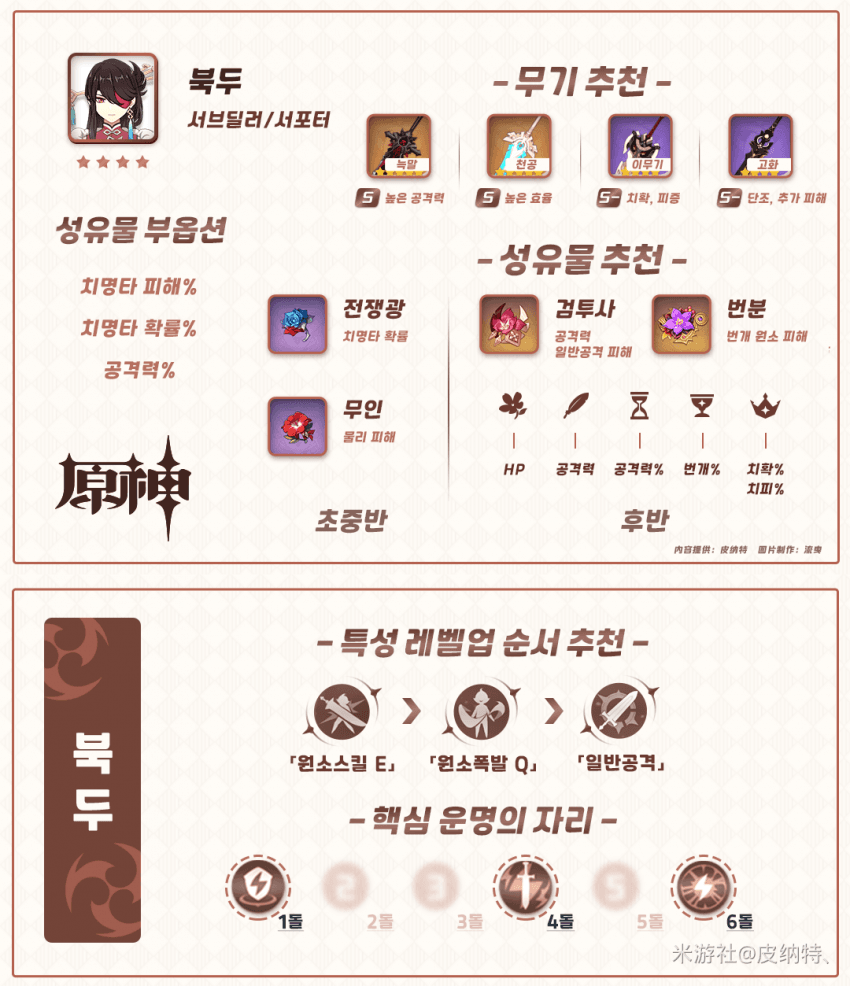 북두
서브딜러/서포터
- 무기 추천 -
녹말
천공
이무기
고화
S 높은 공격력
S 높은 효율
S- 치확, 피증
S- 단조, 추가 피해
성유물 부옵션
치명타 피해%
치명타 확률%
공격력%
- 성유물 추천 -
전쟁광
치명타 확률
무인
물리 피해
초중반
검투사
공격력
일반공격 피해
번분
번개 원소 피해
HP
공격력
공격력%
번개%
치확%
치피%
후반
原神
内容提供：皮纳特 图片制作：流曳
북두
- 특성 레벨업 순서 추천 -
「원소스킬 E」
「원소폭발 Q」
「일반공격」
- 핵심 운명의 자리 -
2
3
5
1돌
2돌
3돌
4돌
5돌
6돌
米游社@皮纳特、